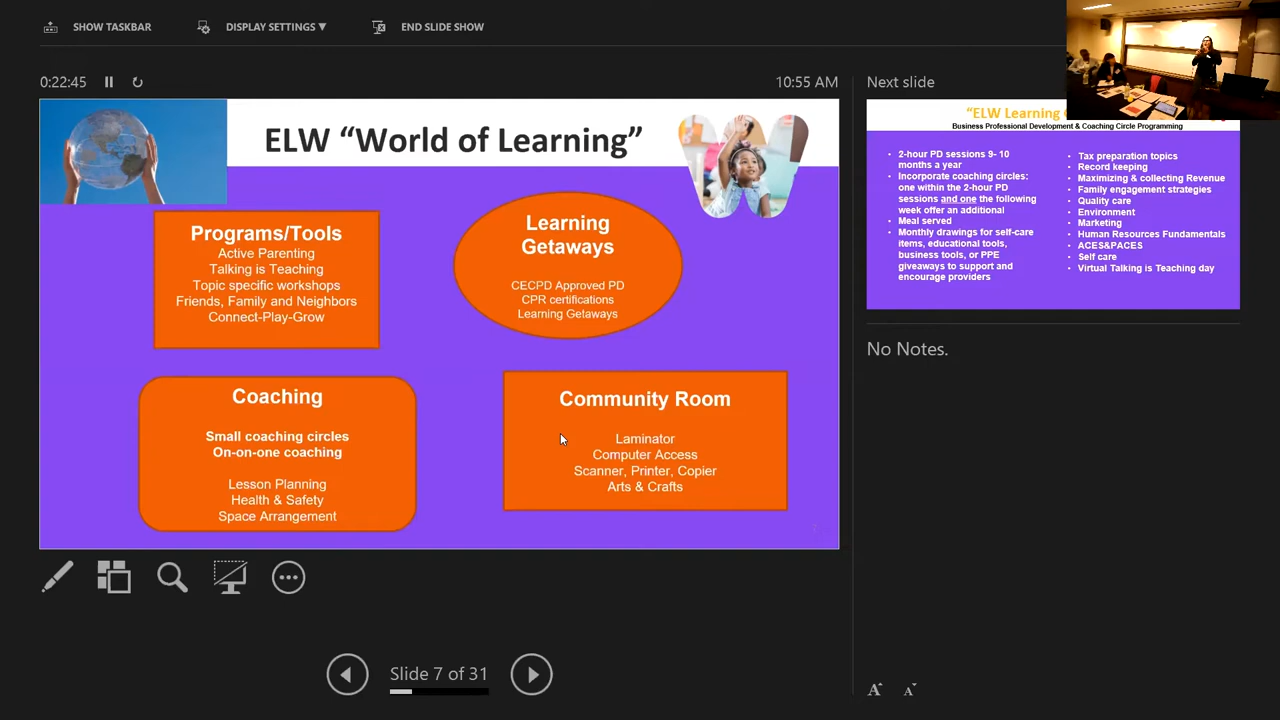 SHOW TASKBAR
DISPLAY SETTINGS ▼
END SLIDE SHOW
0:22:45
10:55 AM
ELW “World of Learning”
Programs/Tools
Active Parenting
Talking is Teaching
Topic specific workshops
Friends, Family and Neighbors
Connect-Play-Grow
Learning
Getaways
CECPD Approved PD
CPR certifications
Learning Getaways
Coaching
Small coaching circles
On-on-one coaching
Lesson Planning
Health & Safety
Space Arrangement
Community Room
Laminator
Computer Access
Scanner, Printer, Copier
Arts & Crafts
Slide 7 of 31
Next slide
“ELW Learning
Business Professional Development & Coaching Circle Programming
• 2-hour PD sessions 9- 10
months a year
• Incorporate coaching circles:
one within the 2-hour PD
sessions and one the following
week offer an additional
• Meal served
• Monthly drawings for self-care
items, educational tools,
business tools, or PPE
giveaways to support and
encourage providers
• Tax preparation topics
• Record keeping
• Maximizing & collecting Revenue
• Family engagement strategies
• Quality care
• Environment
• Marketing
• Human Resources Fundamentals
• ACES&PACES
• Self care
• Virtual Talking is Teaching day
No Notes.
A A